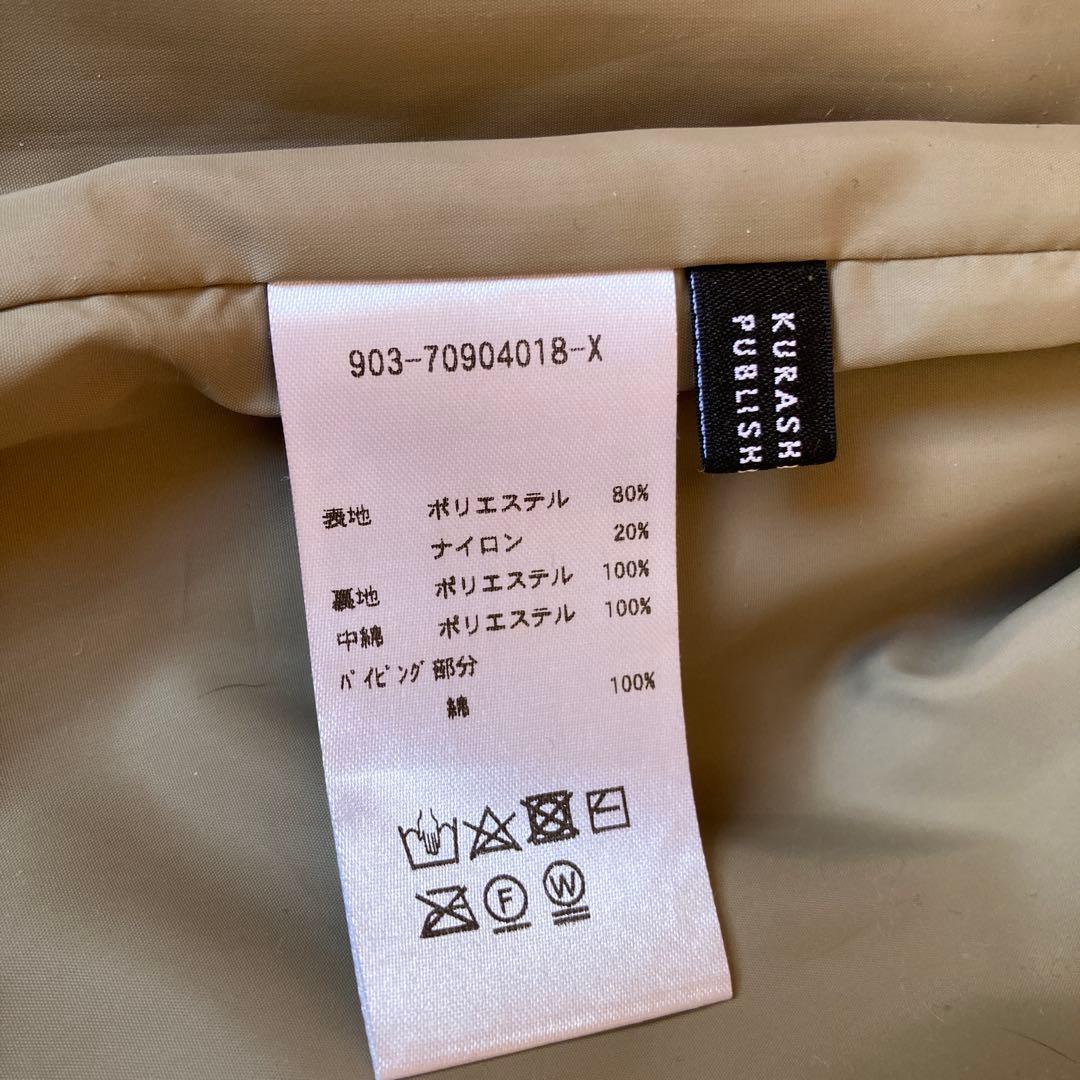 903-70904018-X
表地 ポリエステル 80%
ナイロン 20%
裏地 ポリエステル 100%
中綿 ポリエステル 100%
パイピング部分
綿 100%
F
W
KURASH
PUBLISH